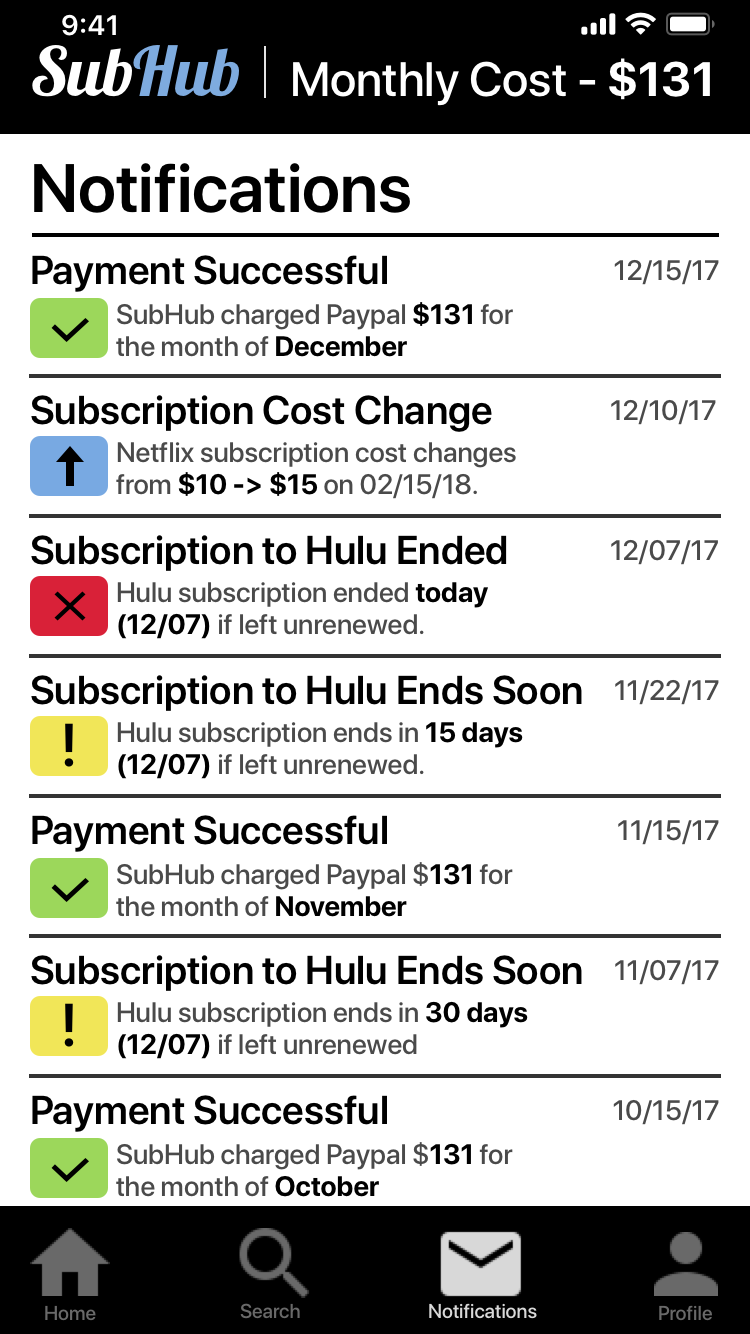 9:41
SubHub | Monthly Cost - $131
Notifications
Payment Successful 12/15/17
SubHub charged Paypal $131 for
the month of December
Subscription Cost Change 12/10/17
Netflix subscription cost changes
from $10 -> $15 on 02/15/18.
Subscription to Hulu Ended 12/07/17
Hulu subscription ended today
(12/07) if left unrenewed.
Subscription to Hulu Ends Soon 11/22/17
! Hulu subscription ends in 15 days
(12/07) if left unrenewed.
Payment Successful 11/15/17
SubHub charged Paypal $131 for
the month of November
Subscription to Hulu Ends Soon 11/07/17
! Hulu subscription ends in 30 days
(12/07) if left unrenewed
Payment Successful 10/15/17
SubHub charged Paypal $131 for
the month of October
Home Search Notifications Profile